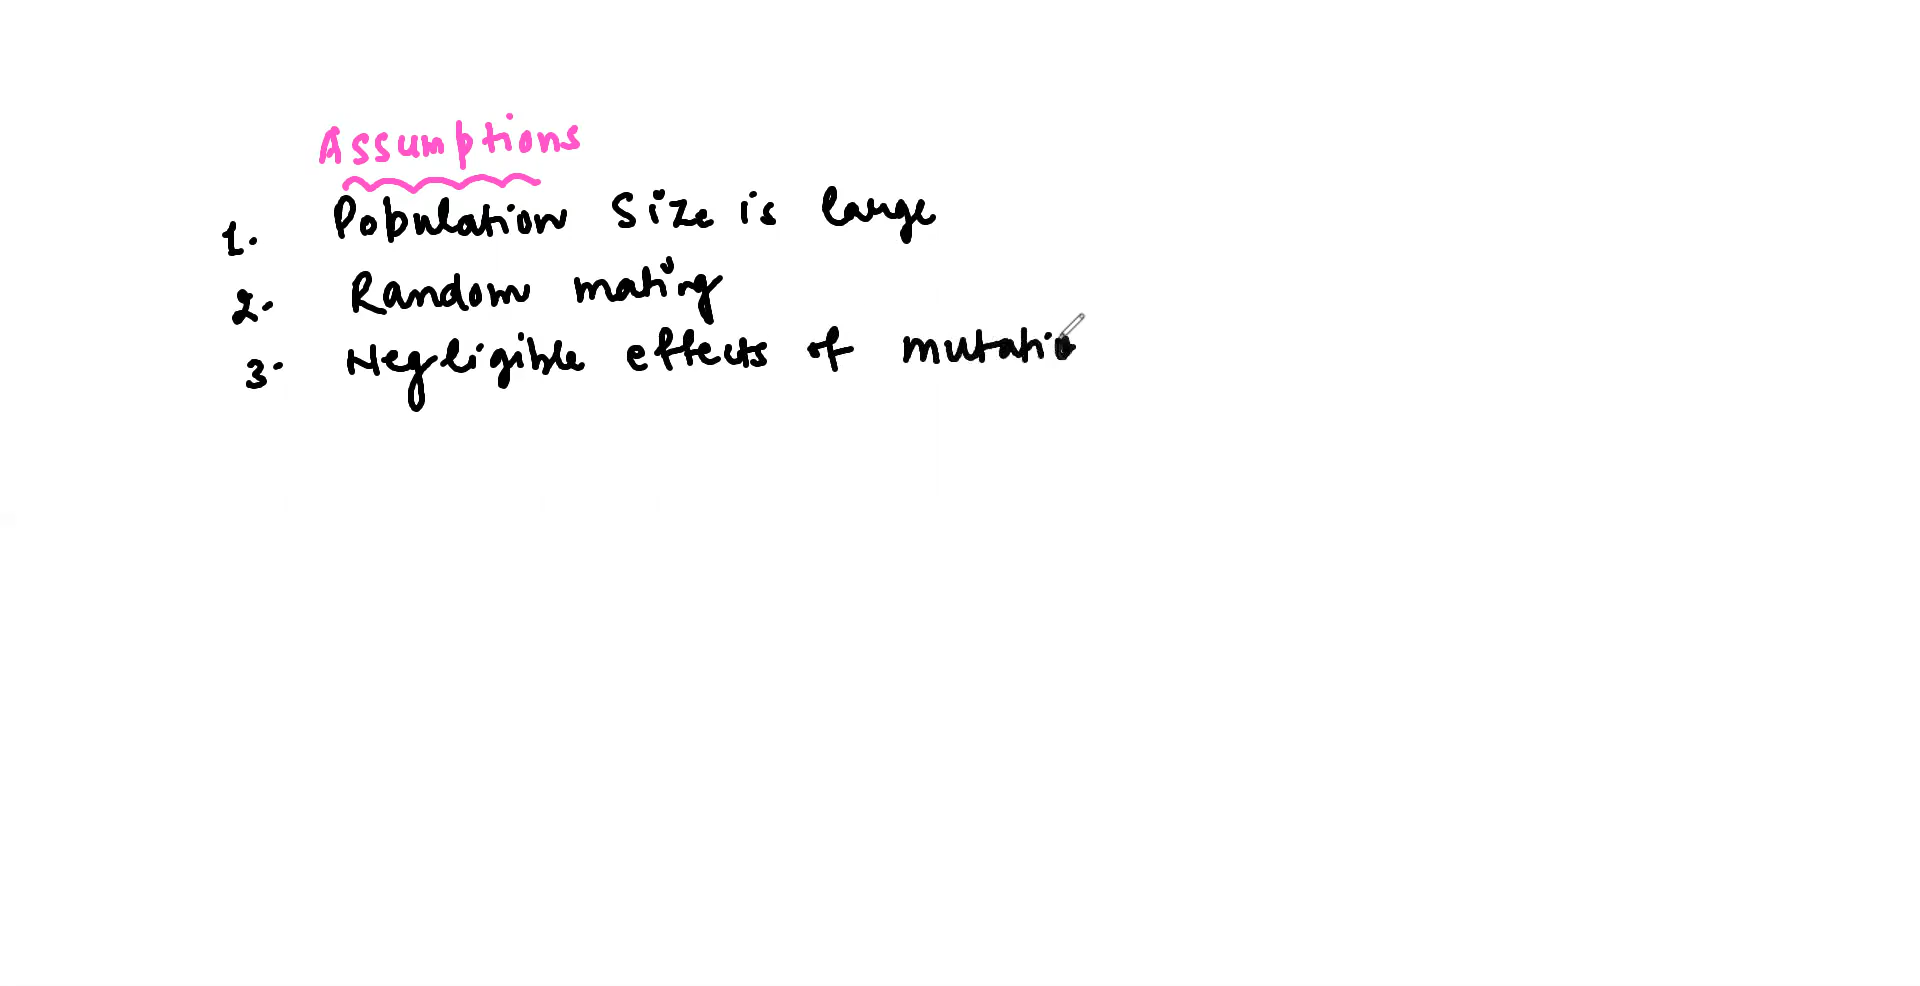 Assumptions
1. Population Size is large
2. Random mating
3. Negligible effects of mutatio